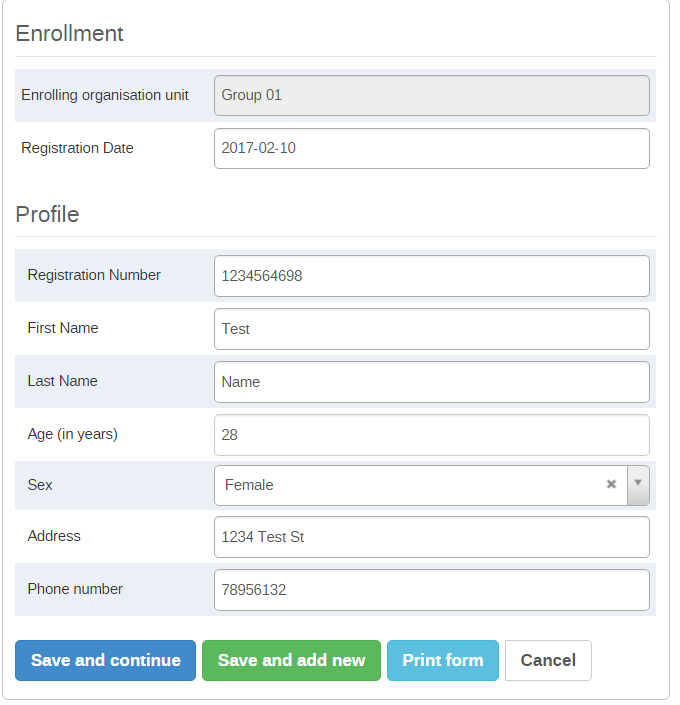 Enrollment
Enrolling organisation unit Group 01
Registration Date 2017-02-10
Profile
Registration Number 1234564698
First Name Test
Last Name Name
Age (in years) 28
Sex Female
Address 1234 Test St
Phone number 78956132
Save and continue Save and add new Print form Cancel